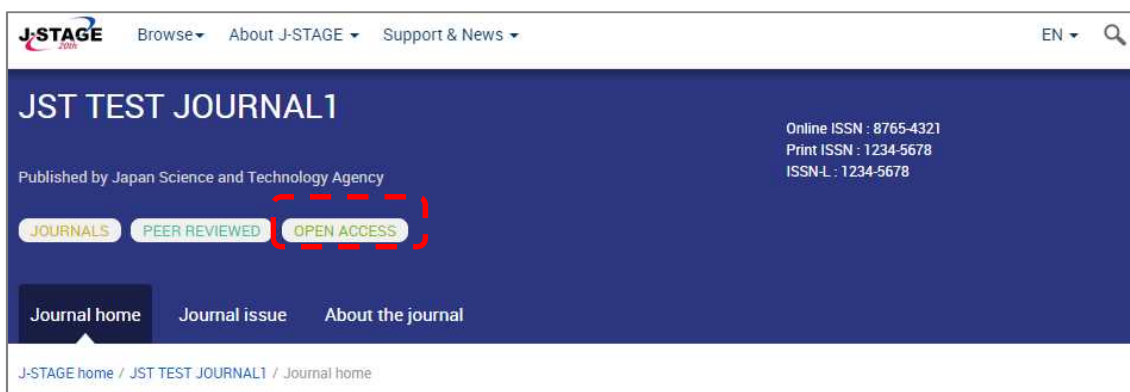 J-STAGE 20th Browse About J-STAGE Support & News EN
JST TEST JOURNAL1
Online ISSN : 8765-4321
Print ISSN : 1234-5678
ISSN-L : 1234-5678
Published by Japan Science and Technology Agency
JOURNALS PEER REVIEWED OPEN ACCESS
Journal home Journal issue About the journal
J-STAGE home / JST TEST JOURNAL1 / Journal home